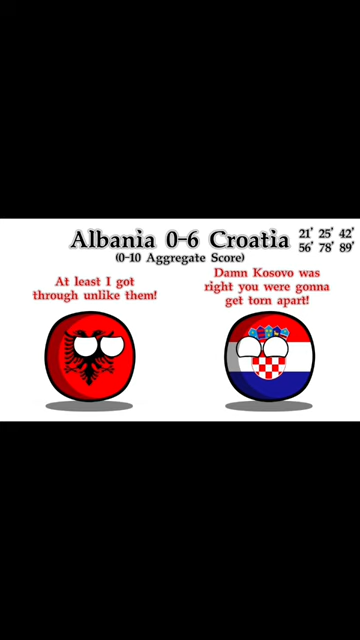 Albania 0-6 Croatia
21' 25' 42'
56' 78' 89'
(0-10 Aggregate Score)
At least I got
through unlike them!
Damn Kosovo was
right you were gonna
get torn apart!